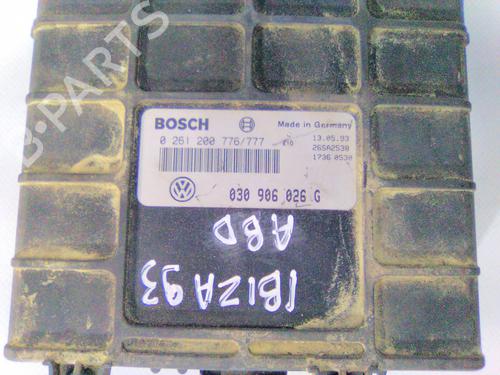 BOSCH
Made in Germany
0 261 200 776/777
13.05.93
265A2538
1736 0530
030 906 026 G
ABD
IBIZA 93
B-PARTS